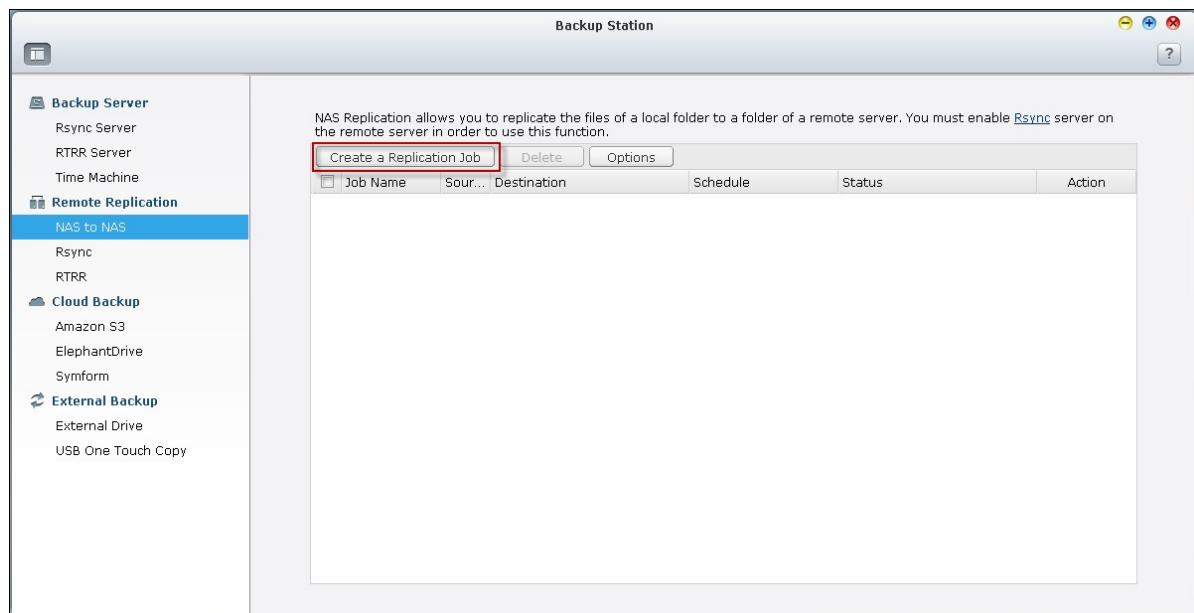 Backup Station
?
Backup Server
Rsync Server
RTRR Server
Time Machine
Remote Replication
NAS to NAS
Rsync
RTRR
Cloud Backup
Amazon S3
ElephantDrive
Symform
External Backup
External Drive
USB One Touch Copy
NAS Replication allows you to replicate the files of a local folder to a folder of a remote server. You must enable Rsync server on
the remote server in order to use this function.
Create a Replication Job Delete Options
Job Name Sour... Destination Schedule Status Action